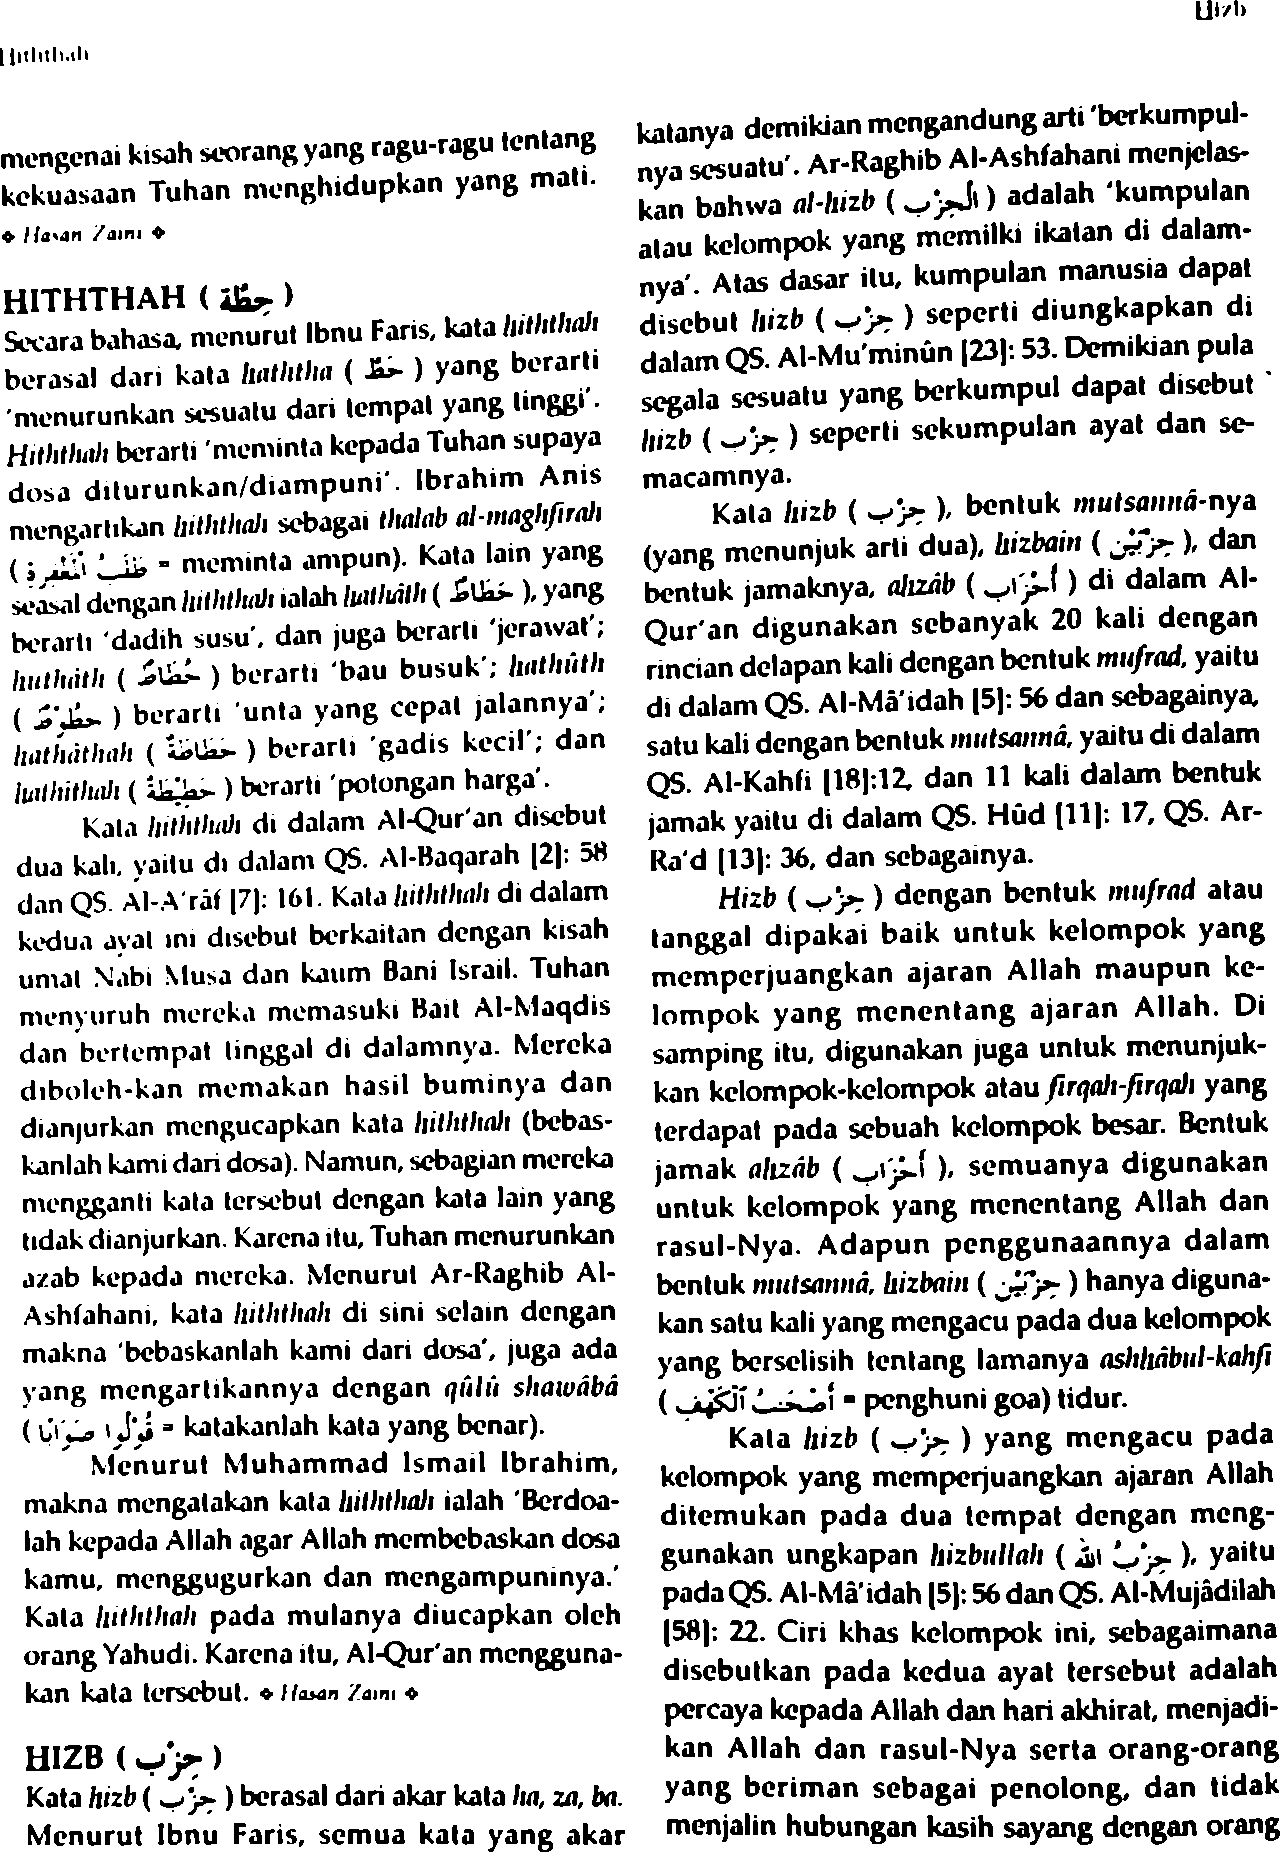 Hiththah
Hizb
mengenai kisah seorang yang ragu-ragu tentang
kekuasaan Tuhan menghidupkan yang mati.
❖ Hasan Zaini ❖
HITHTHAH ( حِطَّة )
Secara bahasa, menurut Ibnu Faris, kata hiththah
berasal dari kata haththa ( حَطَّ ) yang berarti
'menurunkan sesuatu dari tempat yang tinggi'.
Hiththah berarti 'meminta kepada Tuhan supaya
dosa diturunkan/diampuni'. Ibrahim Anis
mengartikan hiththah sebagai thalab al-maghfirah
( طَلَبُ الْمَغْفِرَةِ = meminta ampun). Kata lain yang
seasal dengan hiththah ialah hathâth ( حَطَاطٌ ), yang
berarti 'dadih susu', dan juga berarti 'jerawat';
huthâth ( حُطَاطٌ ) berarti 'bau busuk'; hathûth
( حَطُوْطٌ ) berarti 'unta yang cepat jalannya';
hathâthah ( حَطَاطَةٌ ) berarti 'gadis kecil'; dan
hathithah ( حَطِيْطَةٌ ) berarti 'potongan harga'.
Kata hiththah di dalam Al-Qur'an disebut
dua kali, yaitu di dalam QS. Al-Baqarah [2]: 58
dan QS. Al-A'râf [7]: 161. Kata hiththah di dalam
kedua ayat ini disebut berkaitan dengan kisah
umat Nabi Musa dan kaum Bani Israil. Tuhan
menyuruh mereka memasuki Bait Al-Maqdis
dan bertempat tinggal di dalamnya. Mereka
diboleh-kan memakan hasil buminya dan
dianjurkan mengucapkan kata hiththah (bebas-
kanlah kami dari dosa). Namun, sebagian mereka
mengganti kata tersebut dengan kata lain yang
tidak dianjurkan. Karena itu, Tuhan menurunkan
azab kepada mereka. Menurut Ar-Raghib Al-
Ashfahani, kata hiththah di sini selain dengan
makna 'bebaskanlah kami dari dosa', juga ada
yang mengartikannya dengan qûlû shawâbâ
( قُوْلُوا صَوَابًا = katakanlah kata yang benar).
Menurut Muhammad Ismail Ibrahim,
makna mengatakan kata hiththah ialah 'Berdoa-
lah kepada Allah agar Allah membebaskan dosa
kamu, menggugurkan dan mengampuninya.'
Kata hiththah pada mulanya diucapkan oleh
orang Yahudi. Karena itu, Al-Qur'an mengguna-
kan kata tersebut. ❖ Hasan Zaini ❖
HIZB ( حِزْب )
Kata hizb ( حِزْب ) berasal dari akar kata ha, za, ba.
Menurut Ibnu Faris, semua kata yang akar
katanya demikian mengandung arti 'berkumpul-
nya sesuatu'. Ar-Raghib Al-Ashfahani menjelas-
kan bahwa al-hizb ( الْحِزْب ) adalah 'kumpulan
atau kelompok yang memilki ikatan di dalam-
nya'. Atas dasar itu, kumpulan manusia dapat
disebut hizb ( حِزْب ) seperti diungkapkan di
dalam QS. Al-Mu'minûn [23]: 53. Demikian pula
segala sesuatu yang berkumpul dapat disebut
hizb ( حِزْب ) seperti sekumpulan ayat dan se-
macamnya.
Kata hizb ( حِزْب ), bentuk mutsannâ-nya
(yang menunjuk arti dua), hizbain ( حِزْبَيْنِ ), dan
bentuk jamaknya, ahzâb ( أَحْزَاب ) di dalam Al-
Qur'an digunakan sebanyak 20 kali dengan
rincian delapan kali dengan bentuk mufrad, yaitu
di dalam QS. Al-Mâ'idah [5]: 56 dan sebagainya,
satu kali dengan bentuk mutsannâ, yaitu di dalam
QS. Al-Kahfi [18]:12, dan 11 kali dalam bentuk
jamak yaitu di dalam QS. Hûd [11]: 17, QS. Ar-
Ra'd [13]: 36, dan sebagainya.
Hizb ( حِزْب ) dengan bentuk mufrad atau
tanggal dipakai baik untuk kelompok yang
memperjuangkan ajaran Allah maupun ke-
lompok yang menentang ajaran Allah. Di
samping itu, digunakan juga untuk menunjuk-
kan kelompok-kelompok atau firqah-firqah yang
terdapat pada sebuah kelompok besar. Bentuk
jamak ahzâb ( أَحْزَاب ), semuanya digunakan
untuk kelompok yang menentang Allah dan
rasul-Nya. Adapun penggunaannya dalam
bentuk mutsannâ, hizbain ( حِزْبَيْنِ ) hanya diguna-
kan satu kali yang mengacu pada dua kelompok
yang berselisih tentang lamanya ashhâbul-kahfi
( أَصْحَبُ الْكَهْفِ = penghuni goa) tidur.
Kata hizb ( حِزْب ) yang mengacu pada
kelompok yang memperjuangkan ajaran Allah
ditemukan pada dua tempat dengan meng-
gunakan ungkapan hizbullah ( حِزْبُ الله ), yaitu
pada QS. Al-Mâ'idah [5]: 56 dan QS. Al-Mujâdilah
[58]: 22. Ciri khas kelompok ini, sebagaimana
disebutkan pada kedua ayat tersebut adalah
percaya kepada Allah dan hari akhirat, menjadi-
kan Allah dan rasul-Nya serta orang-orang
yang beriman sebagai penolong, dan tidak
menjalin hubungan kasih sayang dengan orang